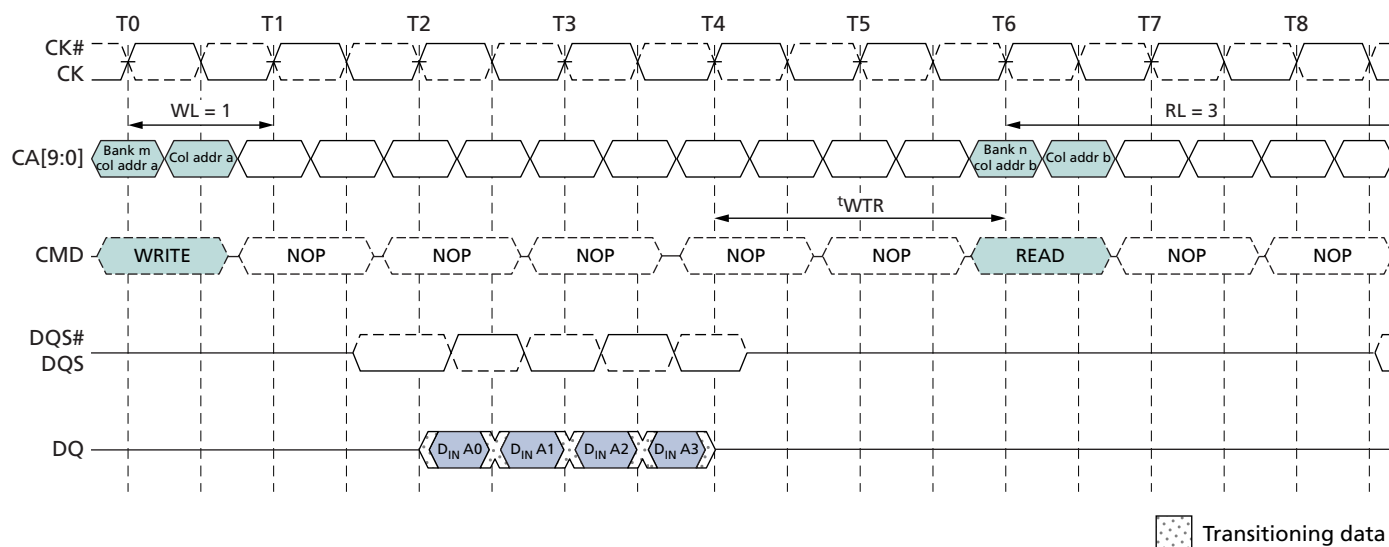 T0 T1 T2 T3 T4 T5 T6 T7 T8
CK#
CK
WL = 1 RL = 3
CA[9:0] Bank m col addr a Col addr a Bank n col addr b Col addr b
tWTR
CMD WRITE NOP NOP NOP NOP NOP READ NOP NOP
DQS#
DQS
DQ DIN A0 DIN A1 DIN A2 DIN A3
Transitioning data